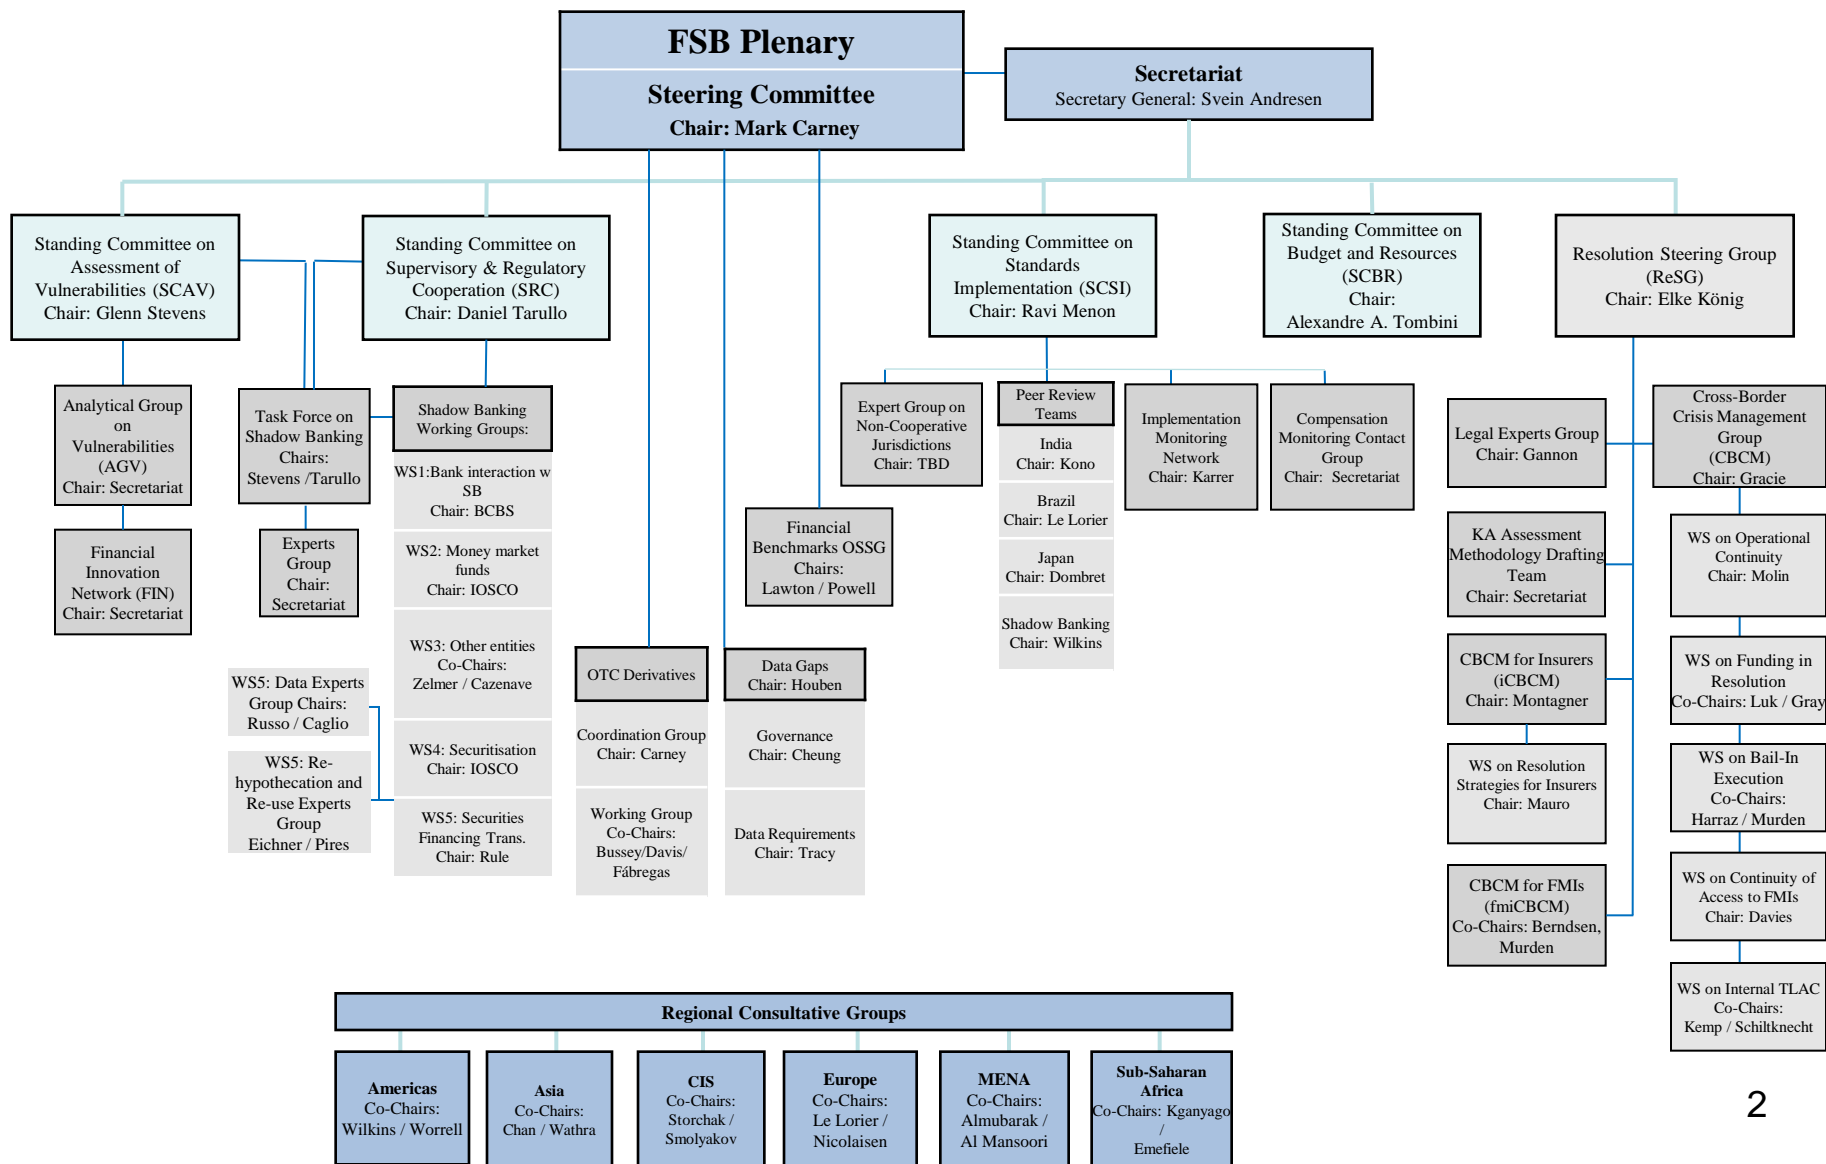 FSB Plenary
Steering Committee
Chair: Mark Carney
Secretariat
Secretary General: Svein Andresen
Standing Committee on
Assessment of
Vulnerabilities (SCAV)
Chair: Glenn Stevens
Standing Committee on
Supervisory & Regulatory
Cooperation (SRC)
Chair: Daniel Tarullo
Standing Committee on
Standards
Implementation (SCSI)
Chair: Ravi Menon
Standing Committee on
Budget and Resources
(SCBR)
Chair:
Alexandre A. Tombini
Resolution Steering Group
(ReSG)
Chair: Elke König
Analytical Group
on
Vulnerabilities
(AGV)
Chair: Secretariat
Financial
Innovation
Network (FIN)
Chair: Secretariat
Task Force on
Shadow Banking
Chairs:
Stevens /Tarullo
Experts
Group
Chair:
Secretariat
Shadow Banking
Working Groups:
WS1:Bank interaction w
SB
Chair: BCBS
WS2: Money market
funds
Chair: IOSCO
WS3: Other entities
Co-Chairs:
Zelmer / Cazenave
WS4: Securitisation
Chair: IOSCO
WS5: Securities
Financing Trans.
Chair: Rule
WS5: Data Experts
Group Chairs:
Russo / Caglio
WS5: Re-
hypothecation and
Re-use Experts
Group
Eichner / Pires
OTC Derivatives
Coordination Group
Chair: Carney
Working Group
Co-Chairs:
Bussey/Davis/
Fábregas
Data Gaps
Chair: Houben
Governance
Chair: Cheung
Data Requirements
Chair: Tracy
Financial
Benchmarks OSSG
Chairs:
Lawton / Powell
Expert Group on
Non-Cooperative
Jurisdictions
Chair: TBD
Peer Review
Teams
India
Chair: Kono
Brazil
Chair: Le Lorier
Japan
Chair: Dombret
Shadow Banking
Chair: Wilkins
Implementation
Monitoring
Network
Chair: Karrer
Compensation
Monitoring Contact
Group
Chair: Secretariat
Legal Experts Group
Chair: Gannon
KA Assessment
Methodology Drafting
Team
Chair: Secretariat
CBCM for Insurers
(iCBCM)
Chair: Montagner
WS on Resolution
Strategies for Insurers
Chair: Mauro
CBCM for FMIs
(fmiCBCM)
Co-Chairs: Berndsen,
Murden
Cross-Border
Crisis Management
Group
(CBCM)
Chair: Gracie
WS on Operational
Continuity
Chair: Molin
WS on Funding in
Resolution
Co-Chairs: Luk / Gray
WS on Bail-In
Execution
Co-Chairs:
Harraz / Murden
WS on Continuity of
Access to FMIs
Chair: Davies
WS on Internal TLAC
Co-Chairs:
Kemp / Schiltknecht
Regional Consultative Groups
Americas
Co-Chairs:
Wilkins / Worrell
Asia
Co-Chairs:
Chan / Wathra
CIS
Co-Chairs:
Storchak /
Smolyakov
Europe
Co-Chairs:
Le Lorier /
Nicolaisen
MENA
Co-Chairs:
Almubarak /
Al Mansoori
Sub-Saharan
Africa
Co-Chairs: Kganyago
/
Emefiele
2